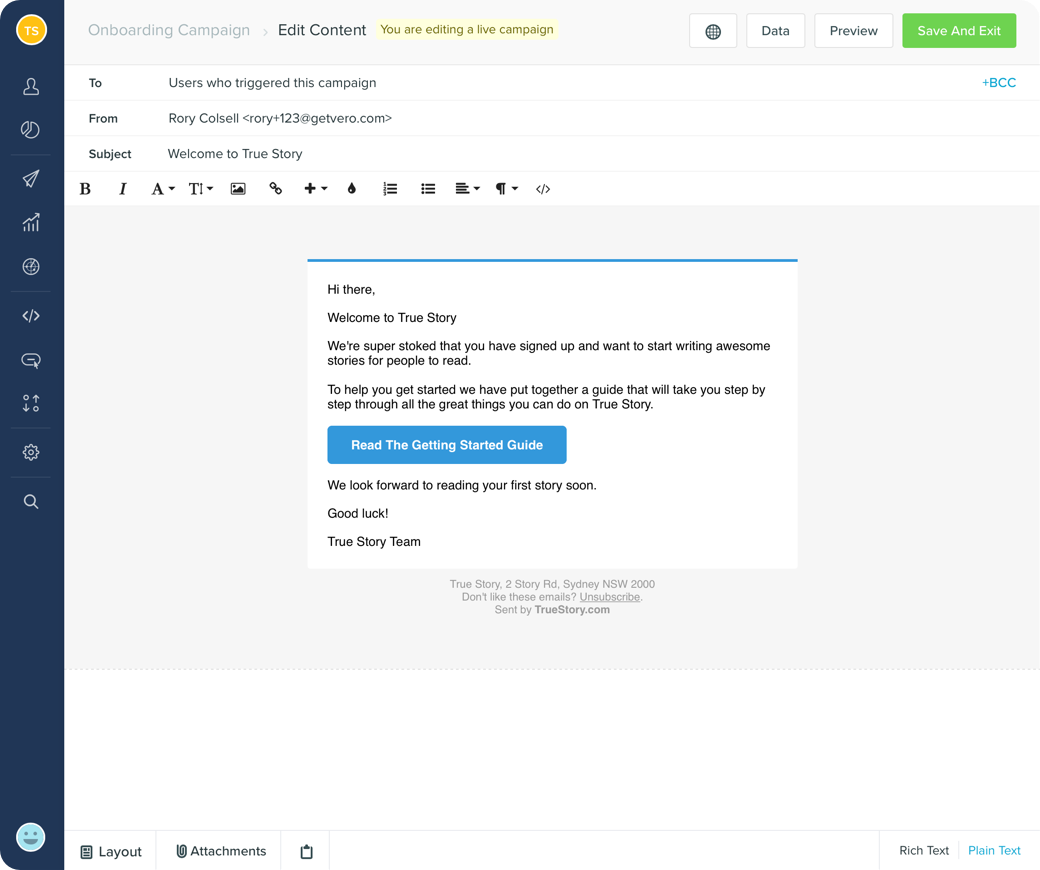 TS
Onboarding Campaign › Edit Content You are editing a live campaign
Data
Preview
Save And Exit
To Users who triggered this campaign +BCC
From Rory Colsell <rory+123@getvero.com>
Subject Welcome to True Story
Hi there,
Welcome to True Story
We're super stoked that you have signed up and want to start writing awesome
stories for people to read.
To help you get started we have put together a guide that will take you step by
step through all the great things you can do on True Story.
Read The Getting Started Guide
We look forward to reading your first story soon.
Good luck!
True Story Team
True Story, 2 Story Rd, Sydney NSW 2000
Don't like these emails? Unsubscribe.
Sent by TrueStory.com
Layout
Attachments
Rich Text
Plain Text